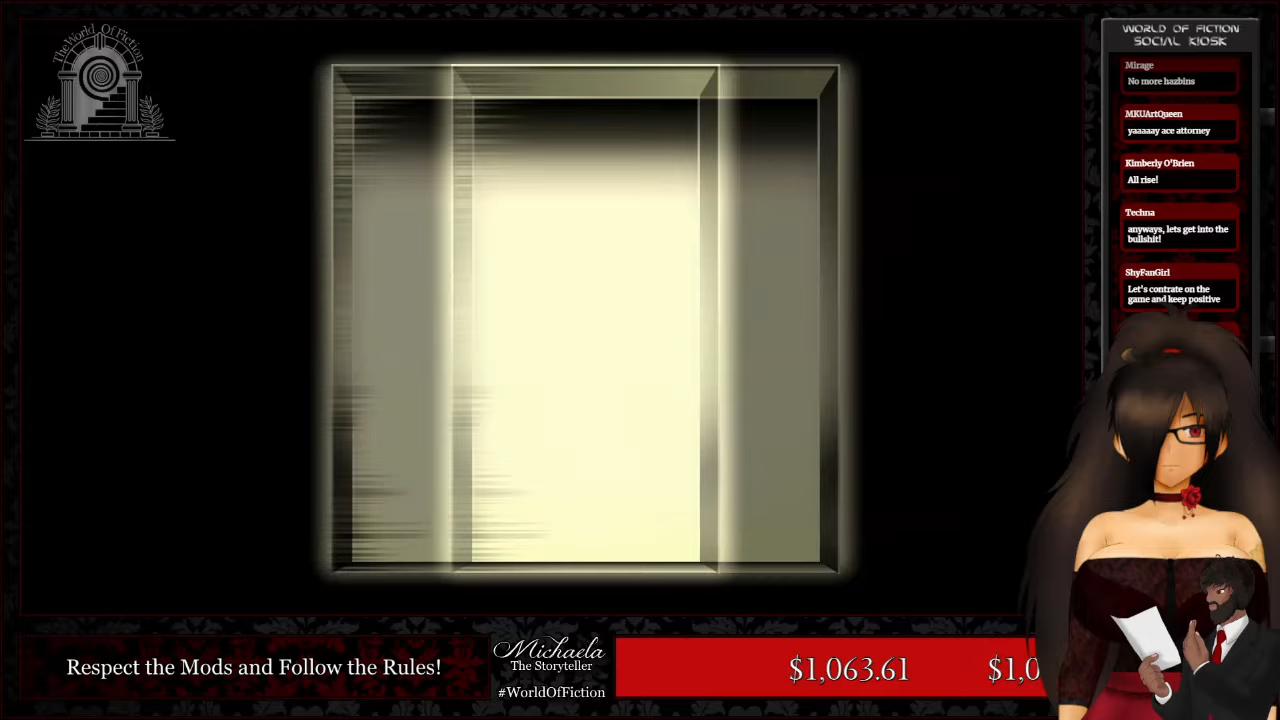 The World Of Fiction
WORLD OF FICTION
SOCIAL KIOSK
Mirage
No more hazbins
MKUArtQueen
yaaaaay ace attorney
Kimberly O'Brien
All rise!
Techna
anyways, lets get into the
bullshit!
ShyFanGirl
Let's contrate on the
game and keep positive
Respect the Mods and Follow the Rules!
Michaela
The Storyteller
#WorldOfFiction
$1,063.61
$1,0